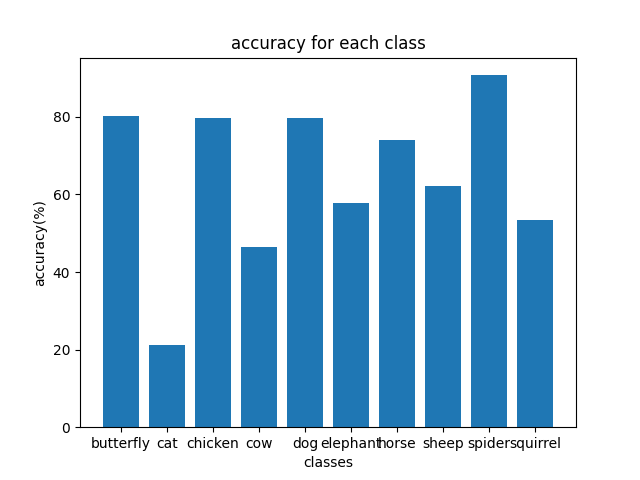 accuracy for each class
80
60
40
20
0
accuracy(%)
butterfly cat chicken cow dog elephant horse sheep spider squirrel
classes